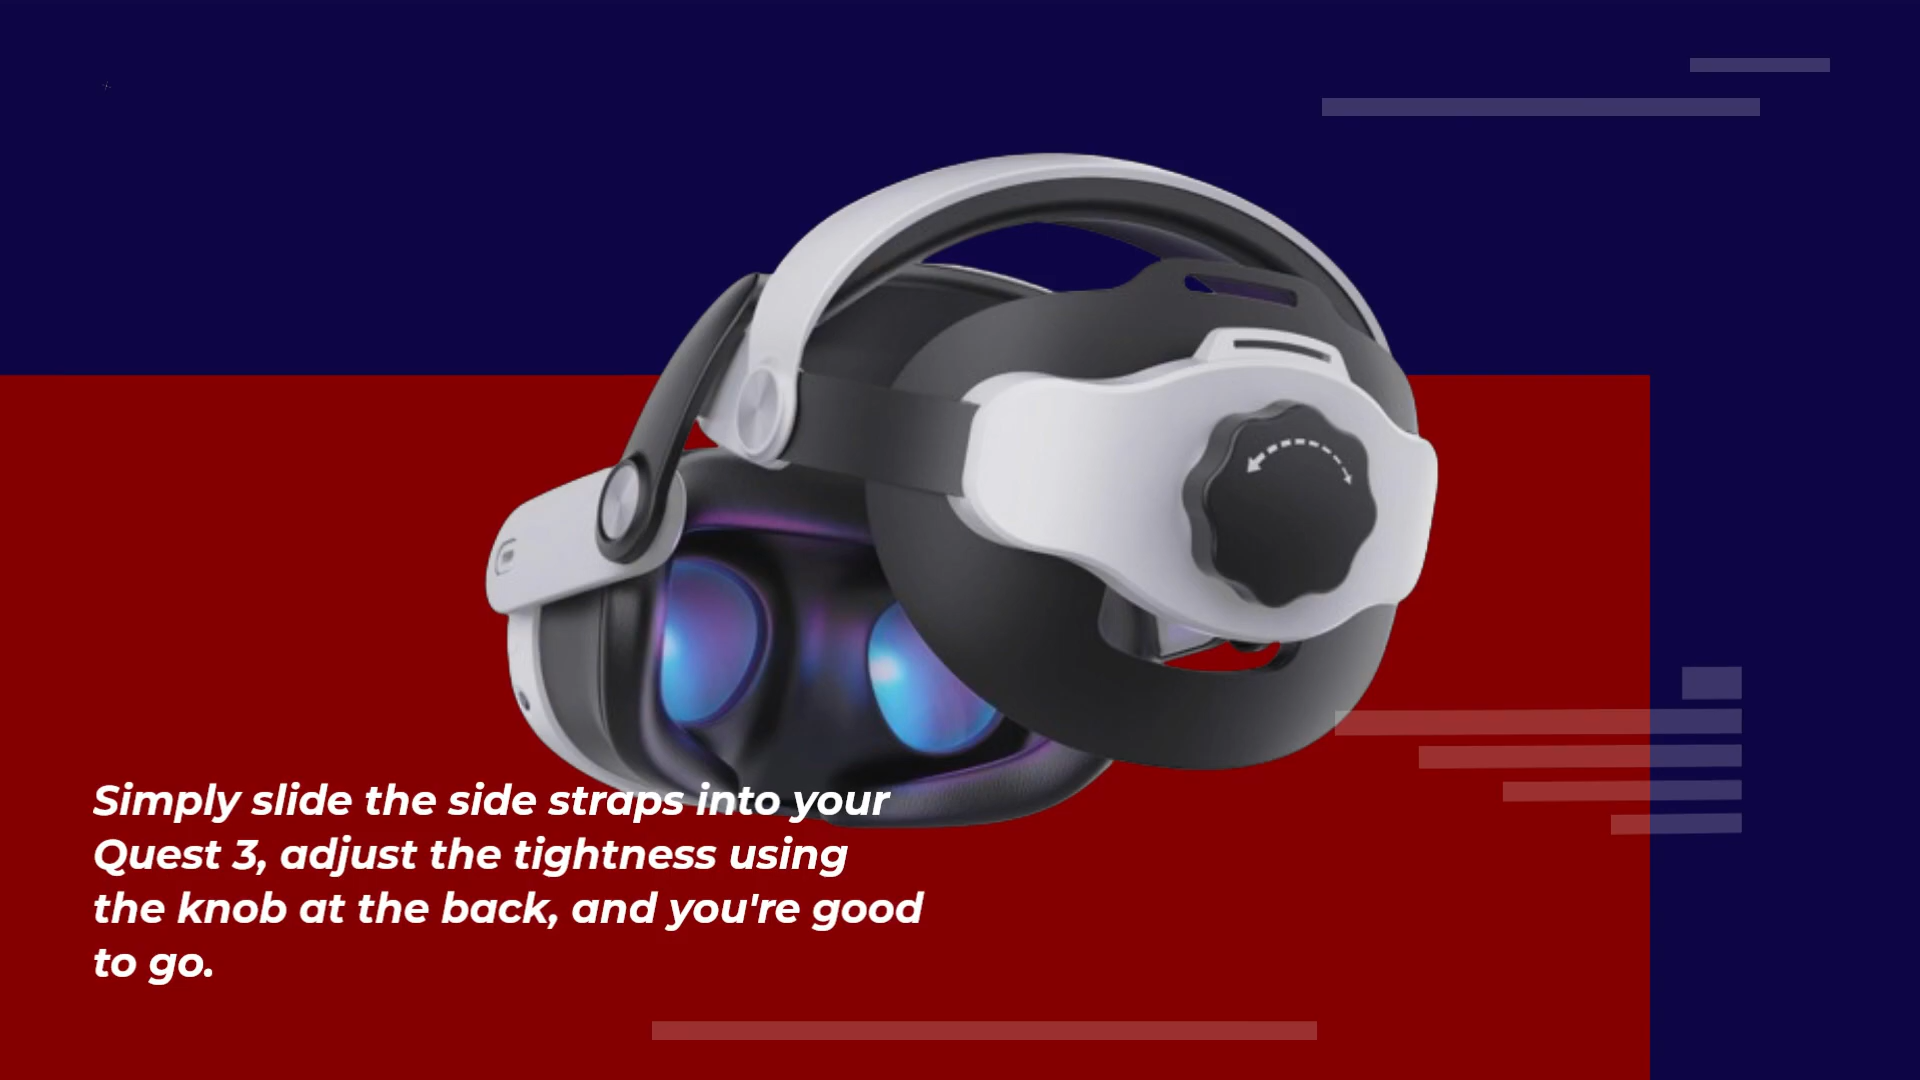 Simply slide the side straps into your
Quest 3, adjust the tightness using
the knob at the back, and you're good
to go.